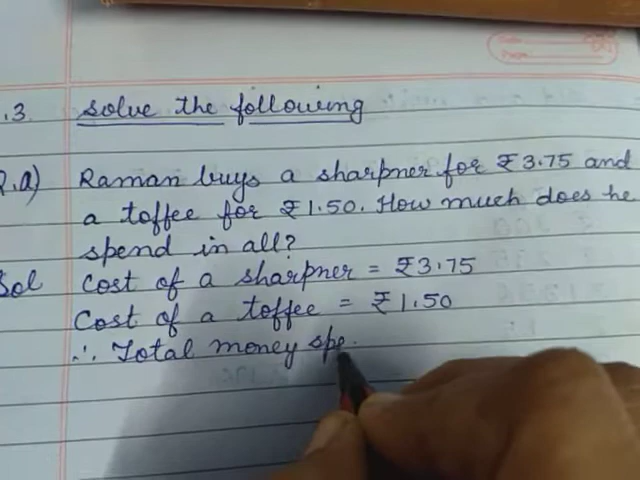 .3 Solve the following
Q.a) Raman buys a sharpner for ₹3.75 and
a toffee for ₹1.50. How much does he
spend in all?
Sol Cost of a sharpner = ₹3.75
Cost of a toffee = ₹1.50
∴ Total money spe